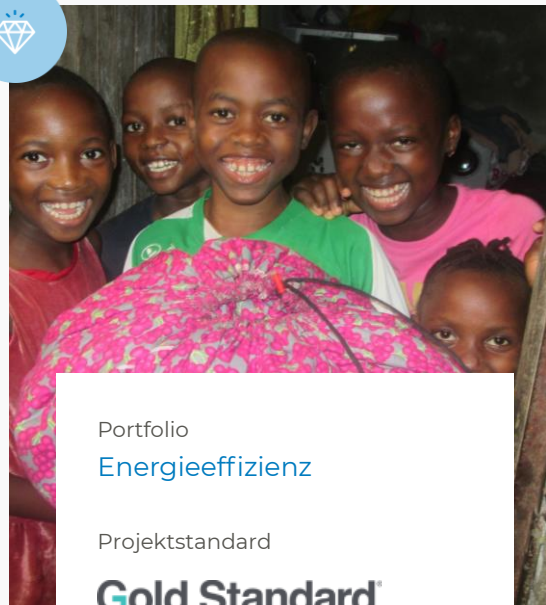 Portfolio
Energieeffizienz
Projektstandard
Gold Standard®